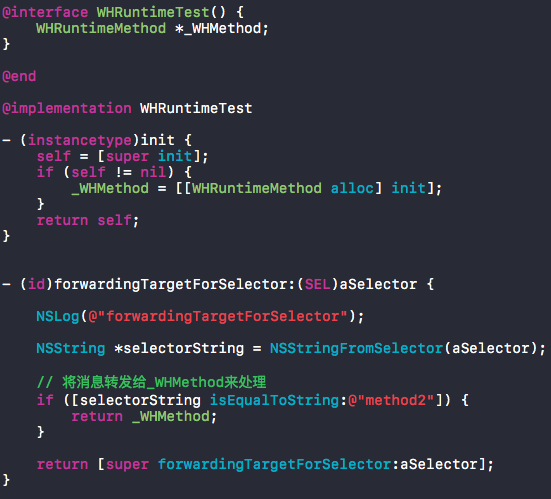 @interface WHRuntimeTest() {
    WHRuntimeMethod *_WHMethod;
}
@end
@implementation WHRuntimeTest
- (instancetype)init {
    self = [super init];
    if (self != nil) {
        _WHMethod = [[WHRuntimeMethod alloc] init];
    }
    return self;
}
- (id)forwardingTargetForSelector:(SEL)aSelector {
    NSLog(@"forwardingTargetForSelector");
    NSString *selectorString = NSStringFromSelector(aSelector);
    // 将消息转发给_WHMethod来处理
    if ([selectorString isEqualToString:@"method2"]) {
        return _WHMethod;
    }
    return [super forwardingTargetForSelector:aSelector];
}